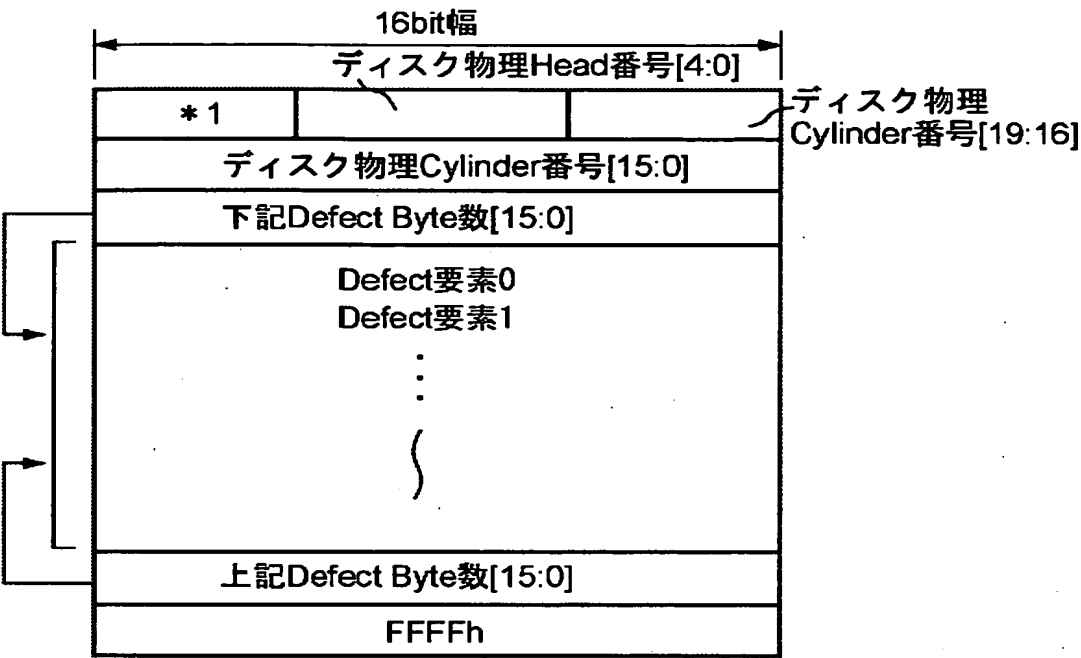 16bit幅
ディスク物理Head番号[4:0]
*1
ディスク物理
Cylinder番号[19:16]
ディスク物理Cylinder番号[15:0]
下記Defect Byte数[15:0]
Defect要素0
Defect要素1
上記Defect Byte数[15:0]
FFFFh